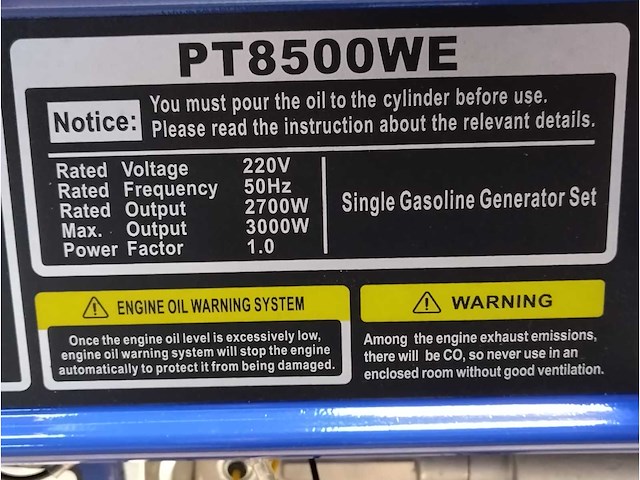 PT8500WE
Notice:
You must pour the oil to the cylinder before use.
Please read the instruction about the relevant details.
Rated Voltage 220V
Rated Frequency 50Hz
Rated Output 2700W
Max. Output 3000W
Power Factor 1.0
Single Gasoline Generator Set
ENGINE OIL WARNING SYSTEM
Once the engine oil level is excessively low,
engine oil warning system will stop the engine
automatically to protect it from being damaged.
WARNING
Among the engine exhaust emissions,
there will be CO, so never use in an
enclosed room without good ventilation.